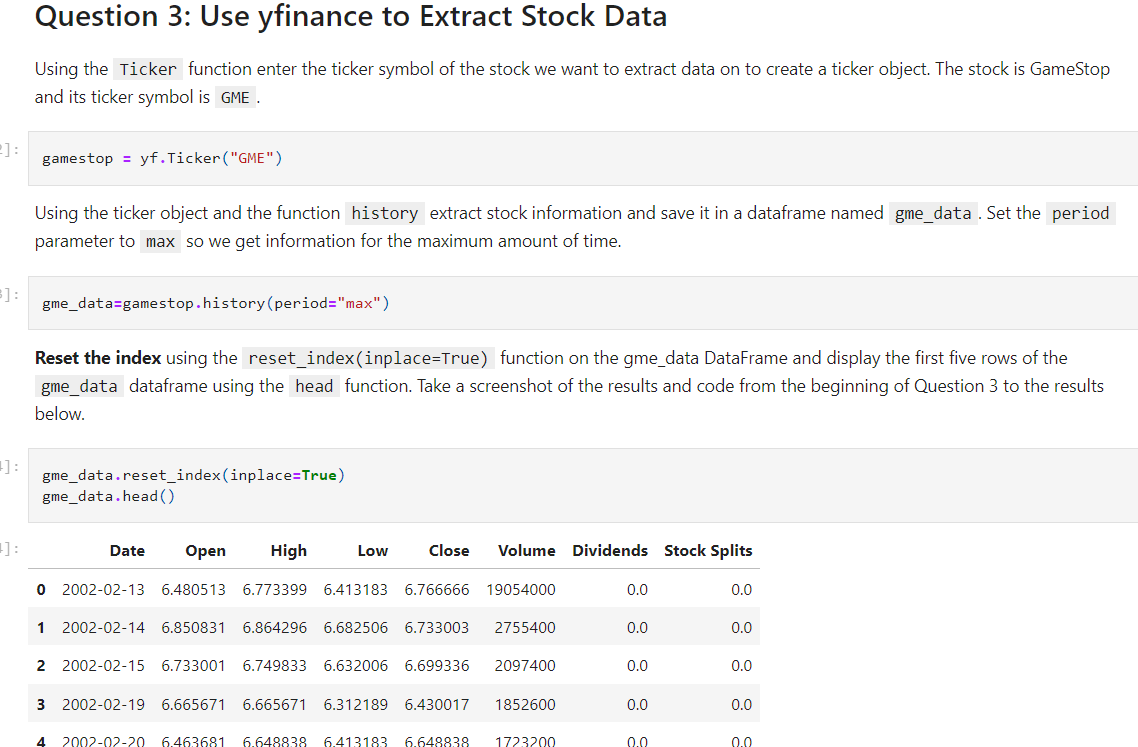 Question 3: Use yfinance to Extract Stock Data
Using the Ticker function enter the ticker symbol of the stock we want to extract data on to create a ticker object. The stock is GameStop
and its ticker symbol is GME .
]:
gamestop = yf.Ticker("GME")
Using the ticker object and the function history extract stock information and save it in a dataframe named gme_data . Set the period
parameter to max so we get information for the maximum amount of time.
]:
gme_data=gamestop.history(period="max")
Reset the index using the reset_index(inplace=True) function on the gme_data DataFrame and display the first five rows of the
gme_data dataframe using the head function. Take a screenshot of the results and code from the beginning of Question 3 to the results
below.
]:
gme_data.reset_index(inplace=True)
gme_data.head()
]:
Date Open High Low Close Volume Dividends Stock Splits
0 2002-02-13 6.480513 6.773399 6.413183 6.766666 19054000 0.0 0.0
1 2002-02-14 6.850831 6.864296 6.682506 6.733003 2755400 0.0 0.0
2 2002-02-15 6.733001 6.749833 6.632006 6.699336 2097400 0.0 0.0
3 2002-02-19 6.665671 6.665671 6.312189 6.430017 1852600 0.0 0.0
4 2002-02-20 6.463681 6.648838 6.413183 6.648838 1723200 0.0 0.0